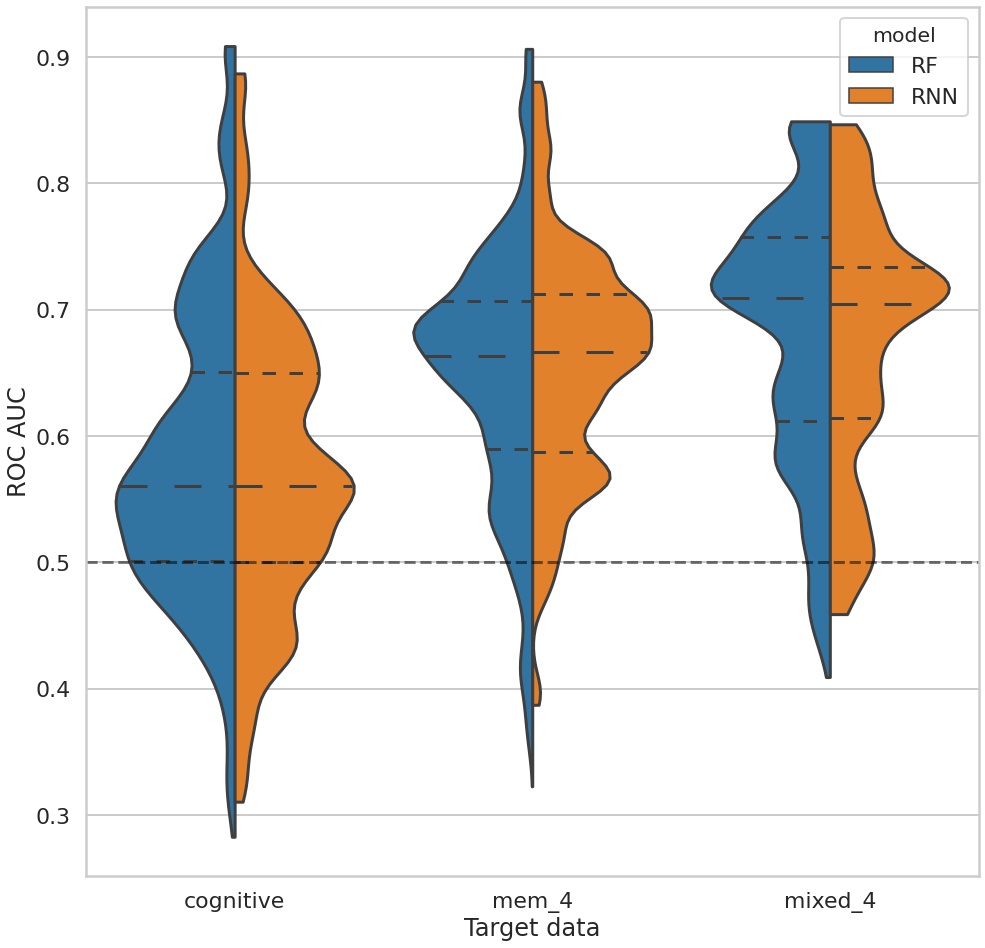 model
RF
RNN
0.9
0.8
0.7
0.6
0.5
0.4
0.3
ROC AUC
cognitive
mem_4
mixed_4
Target data